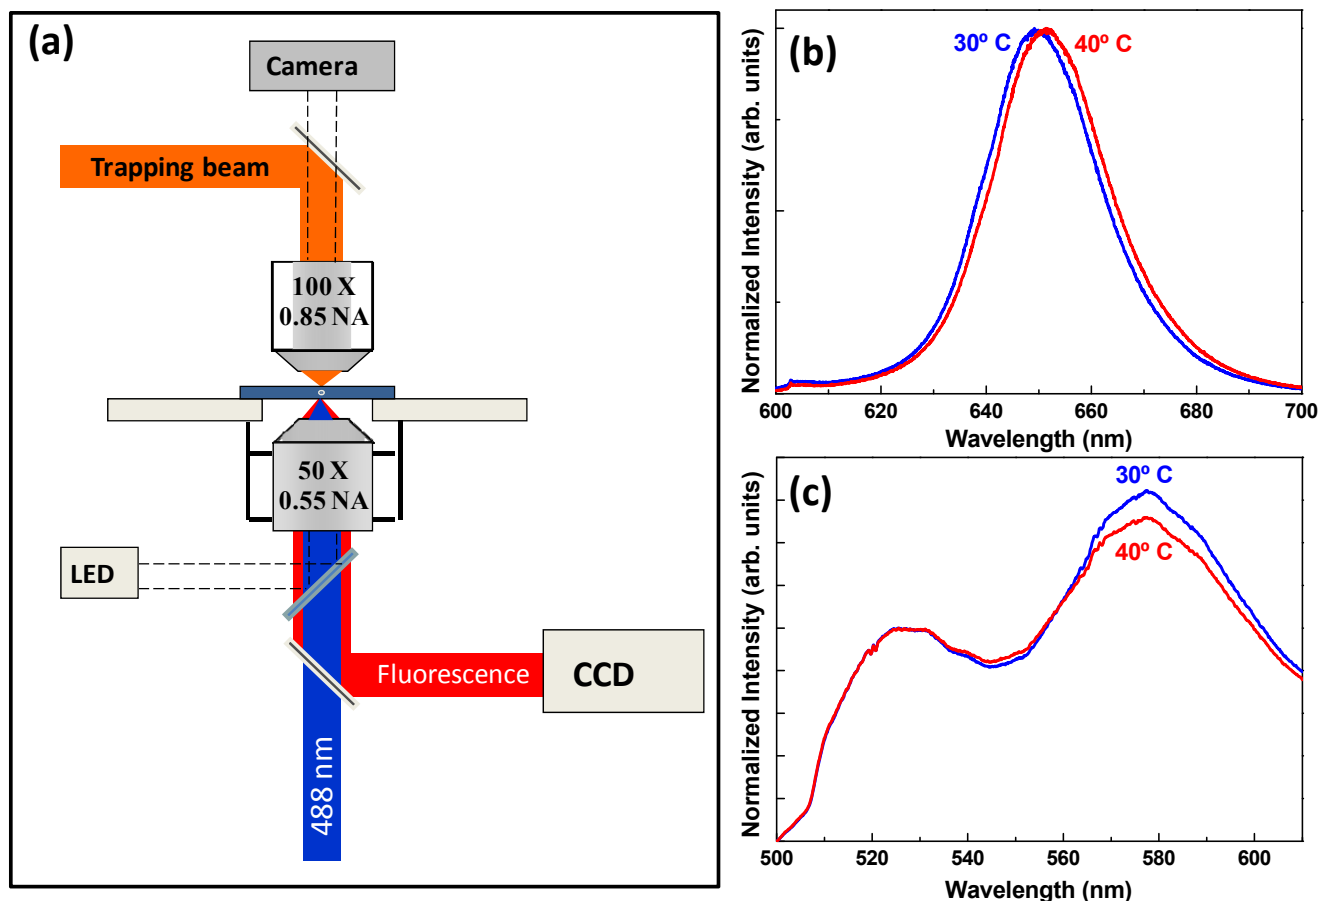 (a)
Camera
Trapping beam
100 X
0.85 NA
50 X
0.55 NA
LED
Fluorescence
CCD
488 nm
(b)
30º C
40º C
Normalized Intensity (arb. units)
600 620 640 660 680 700
Wavelength (nm)
(c)
30º C
40º C
Normalized Intensity (arb. units)
500 520 540 560 580 600
Wavelength (nm)